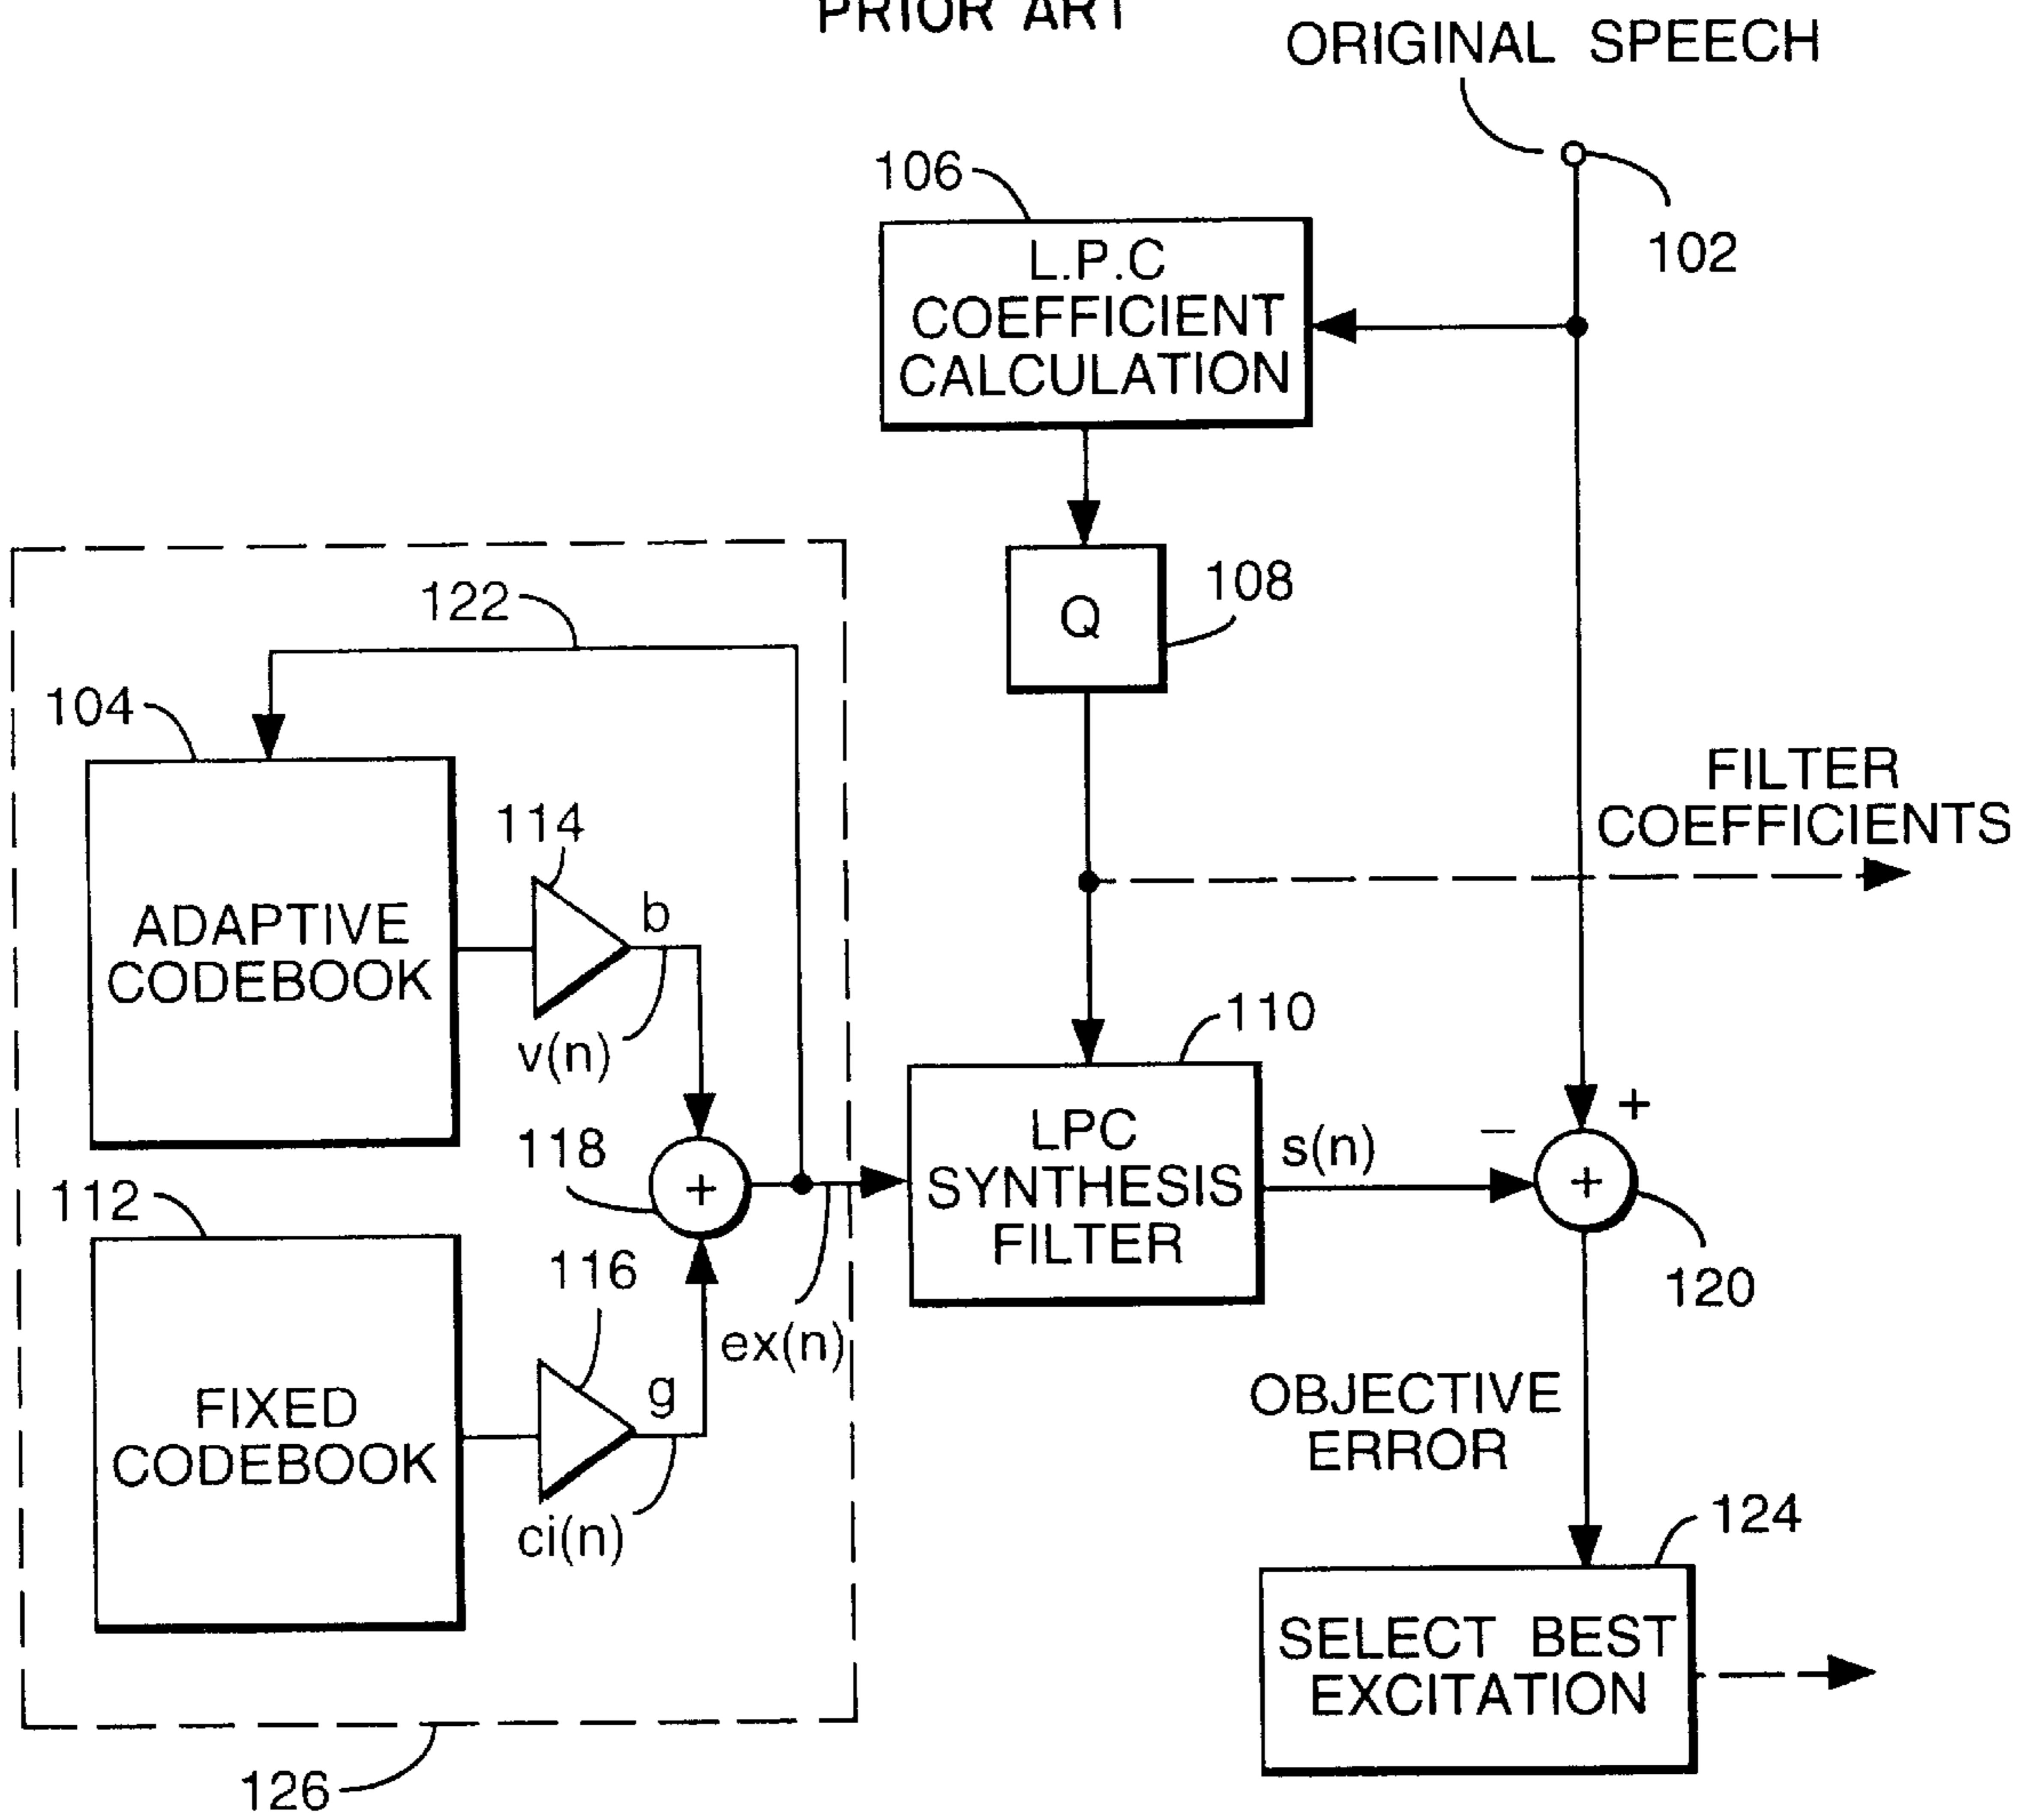 PRIOR ART
ORIGINAL SPEECH
102
106
L.P.C
COEFFICIENT
CALCULATION
Q
108
122
104
ADAPTIVE
CODEBOOK
114
b
v(n)
FILTER
COEFFICIENTS
118
+
112
FIXED
CODEBOOK
116
g
ci(n)
ex(n)
110
LPC
SYNTHESIS
FILTER
s(n)
–
+
+
120
OBJECTIVE
ERROR
124
SELECT BEST
EXCITATION
126